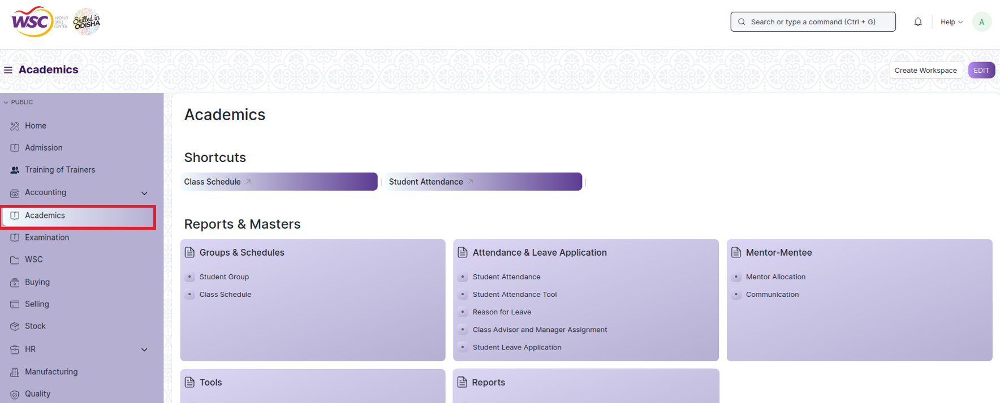 WSC WORLD SKILL CENTER
Skilled in ODISHA
Search or type a command (Ctrl + G)
Help
A
Academics
Create Workspace
EDIT
PUBLIC
Home
Admission
Training of Trainers
Accounting
Academics
Examination
WSC
Buying
Selling
Stock
HR
Manufacturing
Quality
Academics
Shortcuts
Class Schedule
Student Attendance
Reports & Masters
Groups & Schedules
Student Group
Class Schedule
Attendance & Leave Application
Student Attendance
Student Attendance Tool
Reason for Leave
Class Advisor and Manager Assignment
Student Leave Application
Mentor-Mentee
Mentor Allocation
Communication
Tools
Reports